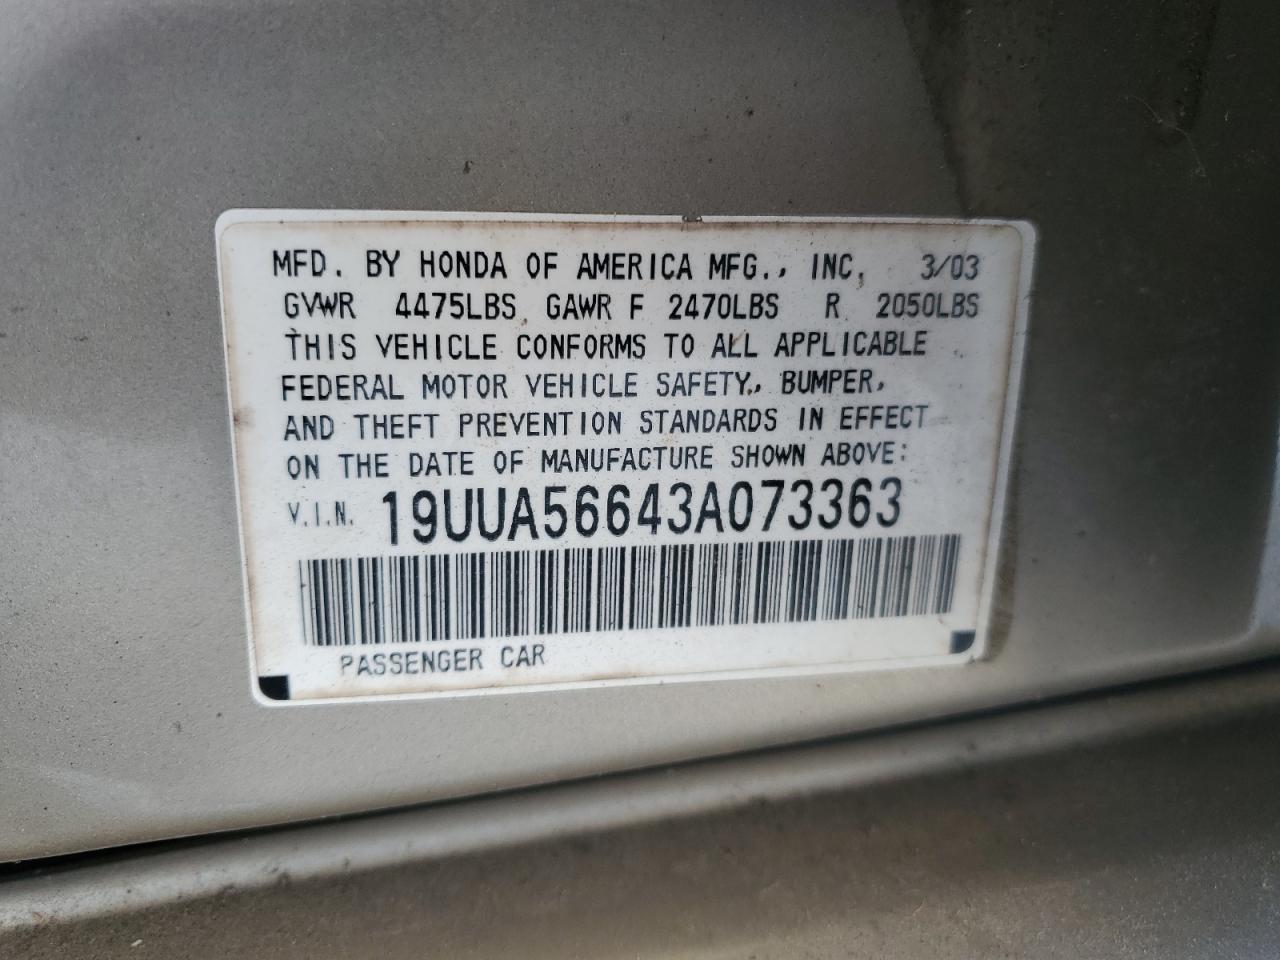 MFD. BY HONDA OF AMERICA MFG., INC. 3/03
GVWR 4475LBS GAWR F 2470LBS R 2050LBS
THIS VEHICLE CONFORMS TO ALL APPLICABLE
FEDERAL MOTOR VEHICLE SAFETY, BUMPER,
AND THEFT PREVENTION STANDARDS IN EFFECT
ON THE DATE OF MANUFACTURE SHOWN ABOVE:
V.I.N. 19UUA56643A073363
PASSENGER CAR